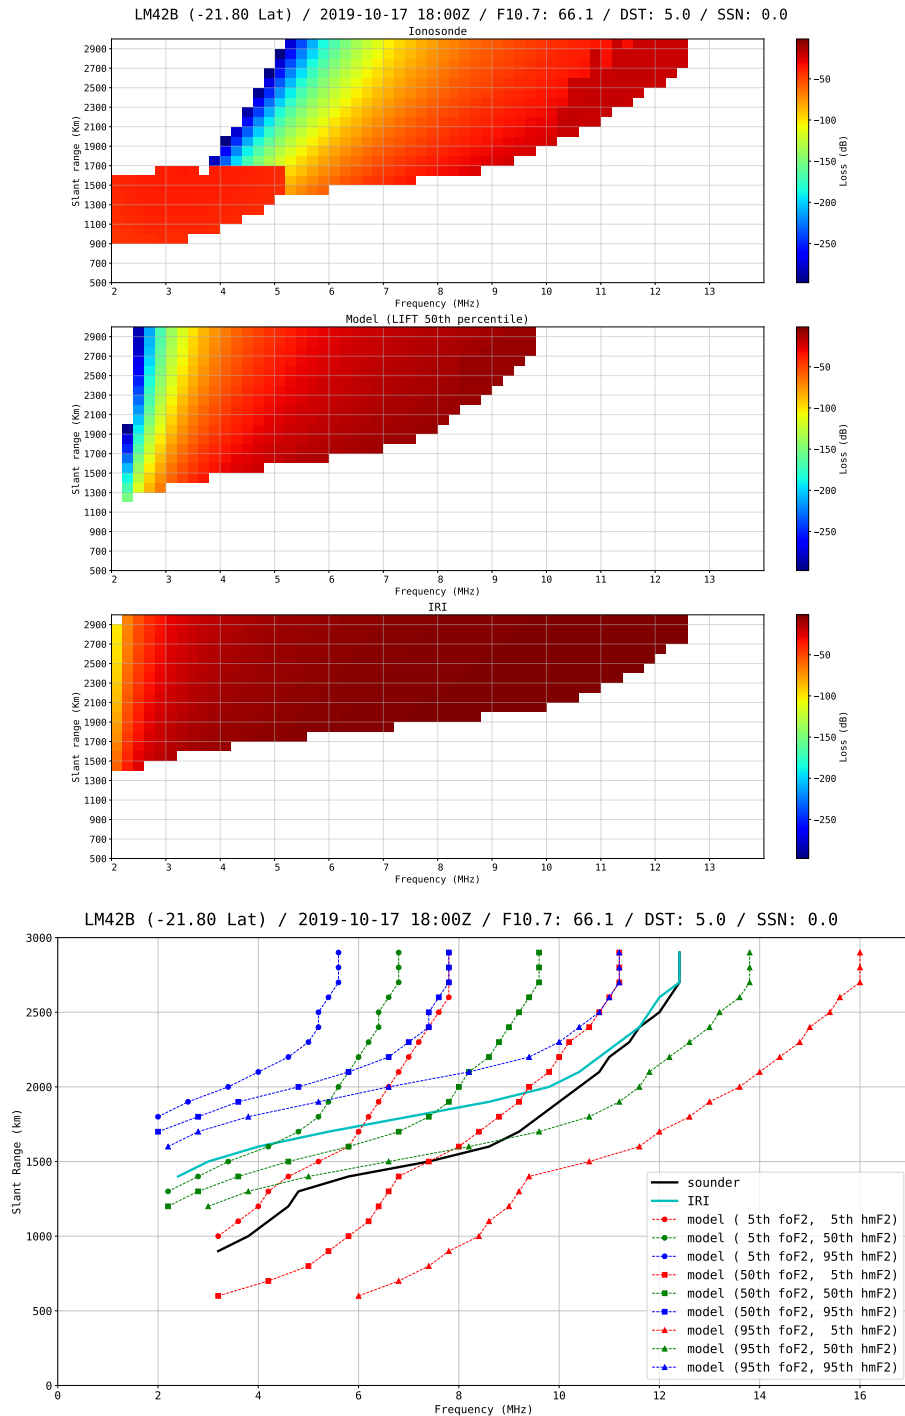 LM42B (-21.80 Lat) / 2019-10-17 18:00Z / F10.7: 66.1 / DST: 5.0 / SSN: 0.0
Ionosonde
2900
2700
2500
2300
2100
1900
1700
1500
1300
1100
900
700
500
Slant range (Km)
2 3 4 5 6 7 8 9 10 11 12 13
Frequency (MHz)
−50
−100
−150
−200
−250
Loss (dB)
Model (LIFT 50th percentile)
2900
2700
2500
2300
2100
1900
1700
1500
1300
1100
900
700
500
Slant range (Km)
2 3 4 5 6 7 8 9 10 11 12 13
Frequency (MHz)
−50
−100
−150
−200
−250
Loss (dB)
IRI
2900
2700
2500
2300
2100
1900
1700
1500
1300
1100
900
700
500
Slant range (Km)
2 3 4 5 6 7 8 9 10 11 12 13
Frequency (MHz)
−50
−100
−150
−200
−250
Loss (dB)
LM42B (-21.80 Lat) / 2019-10-17 18:00Z / F10.7: 66.1 / DST: 5.0 / SSN: 0.0
3000
2500
2000
1500
1000
500
0
Slant Range (km)
0 2 4 6 8 10 12 14 16
Frequency (MHz)
sounder
IRI
model ( 5th foF2,  5th hmF2)
model ( 5th foF2, 50th hmF2)
model ( 5th foF2, 95th hmF2)
model (50th foF2,  5th hmF2)
model (50th foF2, 50th hmF2)
model (50th foF2, 95th hmF2)
model (95th foF2,  5th hmF2)
model (95th foF2, 50th hmF2)
model (95th foF2, 95th hmF2)